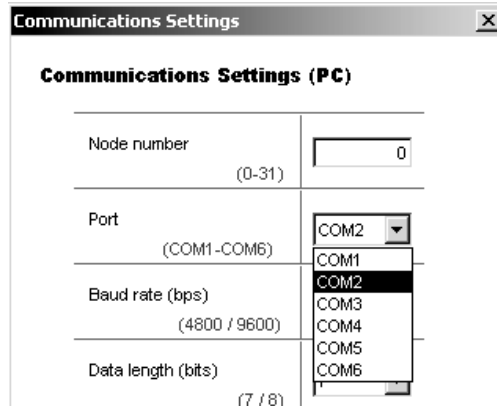 Communications Settings
Communications Settings (PC)
Node number
0
(0-31)
Port
COM2
(COM1-COM6)
COM1
COM2
Baud rate (bps)
COM3
(4800 / 9600)
COM4
COM5
Data length (bits)
COM6
(7 / 8)